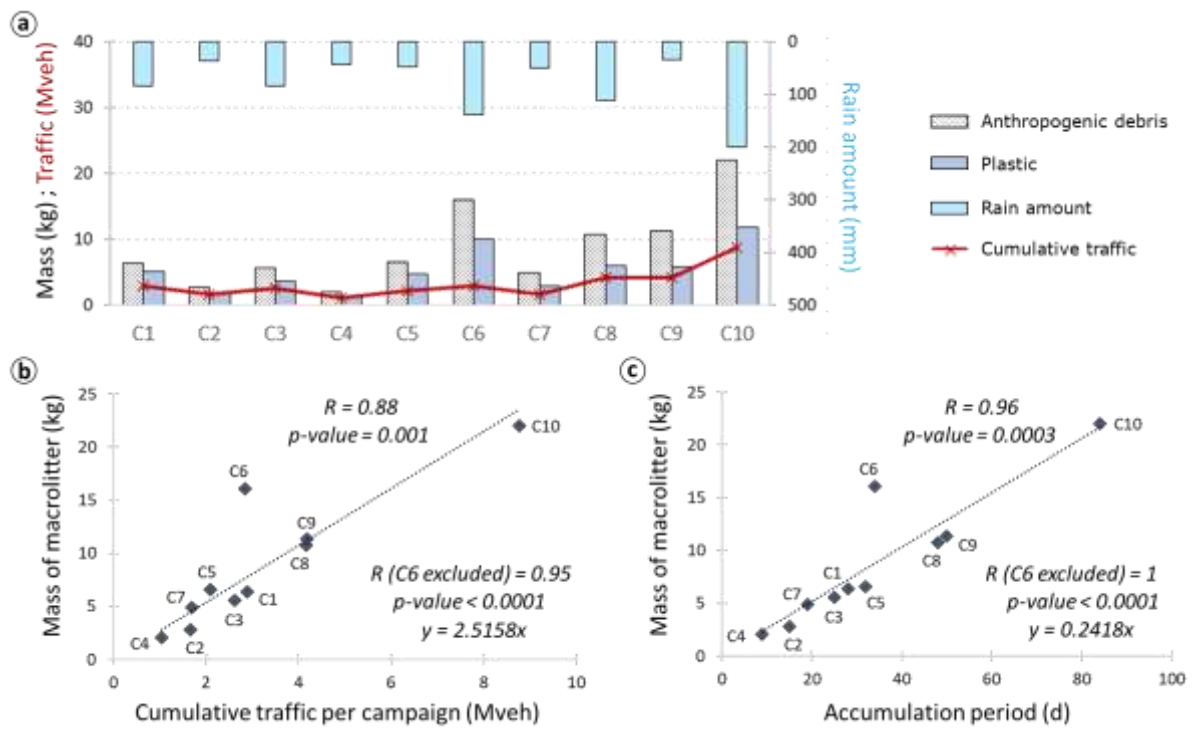 a
Mass (kg) ; Traffic (Mveh)
40
30
20
10
0
0
100
200
300
400
500
Rain amount (mm)
C1 C2 C3 C4 C5 C6 C7 C8 C9 C10
Anthropogenic debris
Plastic
Rain amount
Cumulative traffic
b
Mass of macrolitter (kg)
25
20
15
10
5
0
R = 0.88
p-value = 0.001
C10
C6
C9
C8
C5
C7
C1
C3
C4
C2
R (C6 excluded) = 0.95
p-value < 0.0001
y = 2.5158x
0 2 4 6 8 10
Cumulative traffic per campaign (Mveh)
c
Mass of macrolitter (kg)
25
20
15
10
5
0
R = 0.96
p-value = 0.0003
C10
C6
C9
C8
C1
C7
C5
C3
C4
C2
R (C6 excluded) = 1
p-value < 0.0001
y = 0.2418x
0 20 40 60 80 100
Accumulation period (d)